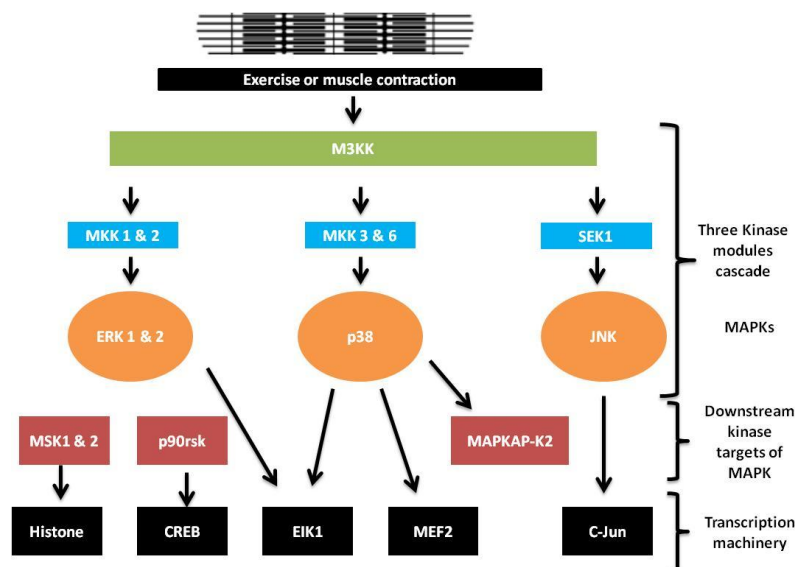 Exercise or muscle contraction
M3KK
MKK 1 & 2
MKK 3 & 6
SEK1
Three Kinase
modules
cascade
ERK 1 & 2
p38
JNK
MAPKs
MSK1 & 2
p90rsk
MAPKAP-K2
Downstream
kinase
targets of
MAPK
Histone
CREB
EIK1
MEF2
C-Jun
Transcription
machinery